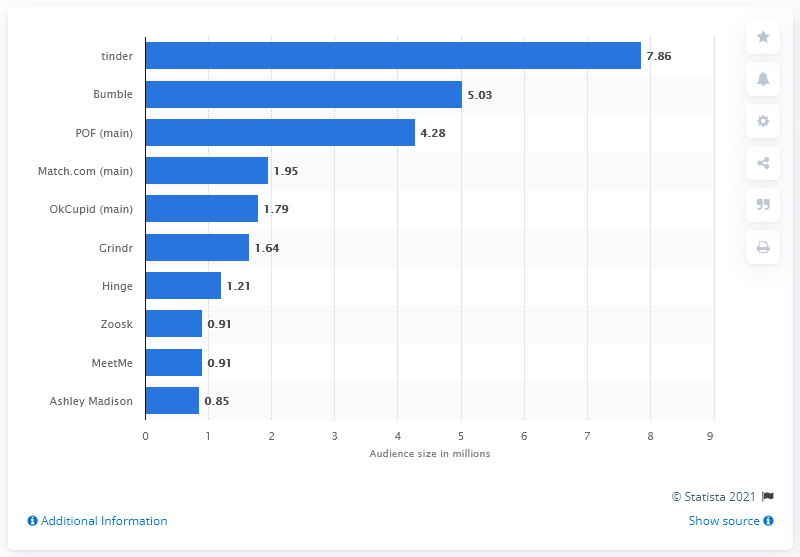 tinder 7.86
Bumble 5.03
POF (main) 4.28
Match.com (main) 1.95
OkCupid (main) 1.79
Grindr 1.64
Hinge 1.21
Zoosk 0.91
MeetMe 0.91
Ashley Madison 0.85
0 1 2 3 4 5 6 7 8 9
Audience size in millions
© Statista 2021
Additional Information
Show source